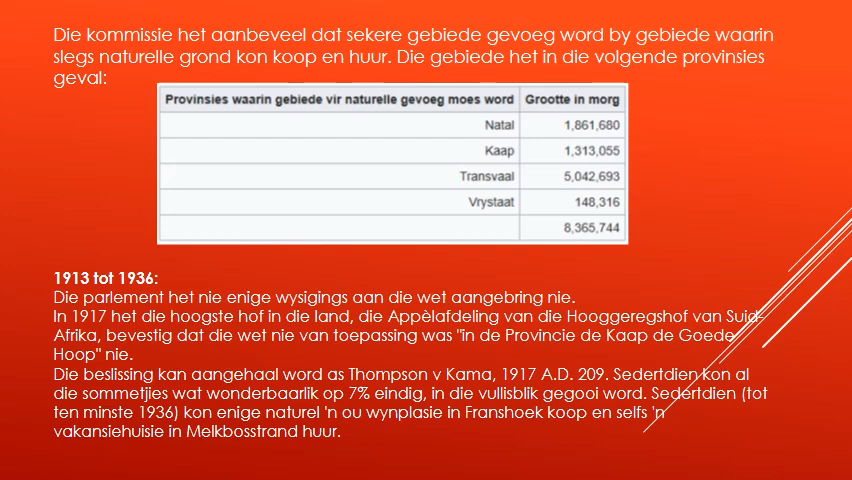 Die kommissie het aanbeveel dat sekere gebiede gevoeg word by gebiede waarin
slegs naturelle grond kon koop en huur. Die gebiede het in die volgende provinsies
geval:
Provinsies waarin gebiede vir naturelle gevoeg moes word Grootte in morg
Natal 1,861,680
Kaap 1,313,055
Transvaal 5,042,693
Vrystaat 148,316
8,365,744
1913 tot 1936:
Die parlement het nie enige wysigings aan die wet aangebring nie.
In 1917 het die hoogste hof in die land, die Appèlafdeling van die Hooggeregshof van Suid-
Afrika, bevestig dat die wet nie van toepassing was "in de Provincie de Kaap de Goede
Hoop" nie.
Die beslissing kan aangehaal word as Thompson v Kama, 1917 A.D. 209. Sedertdien kon al
die sommetjies wat wonderbaarlik op 7% eindig, in die vullisblik gegooi word. Sedertdien (tot
ten minste 1936) kon enige naturel 'n ou wynplasie in Franshoek koop en selfs 'n
vakansiehuisie in Melkbosstrand huur.